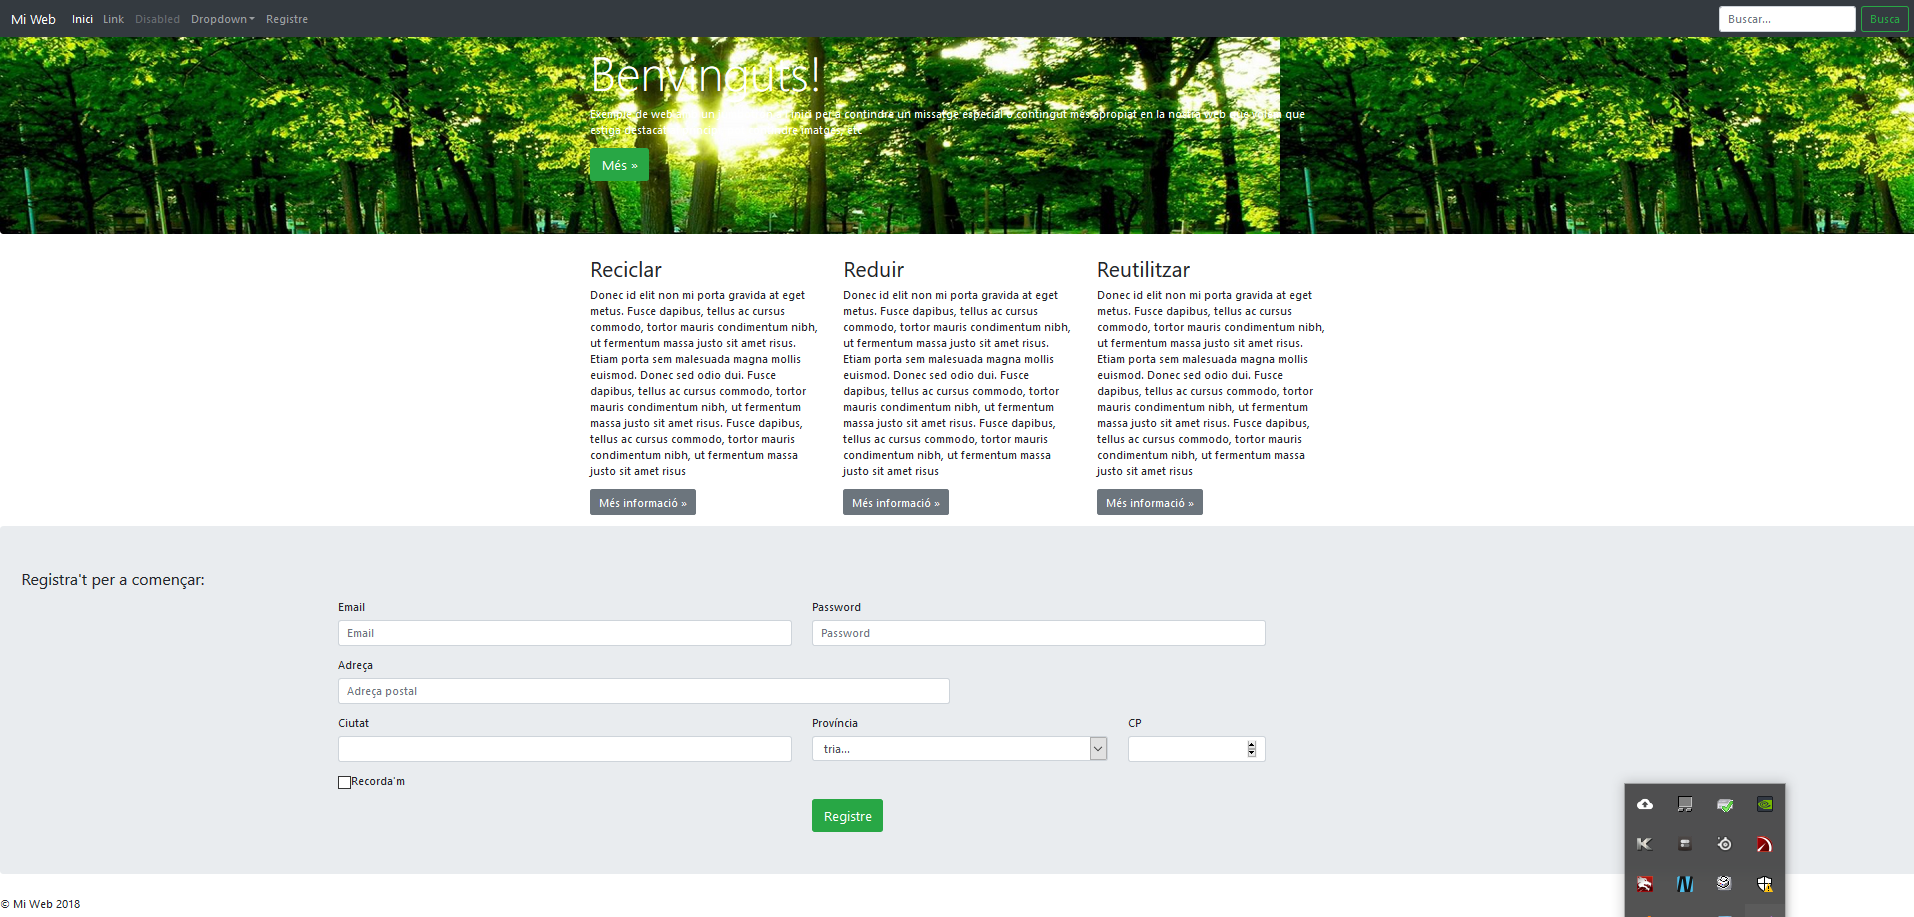 Mi Web Inici Link Disabled Dropdown Registre Buscar... Busca
Benvinguts!
Exemple de web un inici per a contindre un missatge especial o contingut més apropiat en la nostra web que que
estiga destacat imatges, etc
Més »
Reciclar
Donec id elit non mi porta gravida at eget
metus. Fusce dapibus, tellus ac cursus
commodo, tortor mauris condimentum nibh,
ut fermentum massa justo sit amet risus.
Etiam porta sem malesuada magna mollis
euismod. Donec sed odio dui. Fusce
dapibus, tellus ac cursus commodo, tortor
mauris condimentum nibh, ut fermentum
massa justo sit amet risus. Fusce dapibus,
tellus ac cursus commodo, tortor mauris
condimentum nibh, ut fermentum massa
justo sit amet risus
Més informació »
Reduir
Donec id elit non mi porta gravida at eget
metus. Fusce dapibus, tellus ac cursus
commodo, tortor mauris condimentum nibh,
ut fermentum massa justo sit amet risus.
Etiam porta sem malesuada magna mollis
euismod. Donec sed odio dui. Fusce
dapibus, tellus ac cursus commodo, tortor
mauris condimentum nibh, ut fermentum
massa justo sit amet risus. Fusce dapibus,
tellus ac cursus commodo, tortor mauris
condimentum nibh, ut fermentum massa
justo sit amet risus
Més informació »
Reutilitzar
Donec id elit non mi porta gravida at eget
metus. Fusce dapibus, tellus ac cursus
commodo, tortor mauris condimentum nibh,
ut fermentum massa justo sit amet risus.
Etiam porta sem malesuada magna mollis
euismod. Donec sed odio dui. Fusce
dapibus, tellus ac cursus commodo, tortor
mauris condimentum nibh, ut fermentum
massa justo sit amet risus. Fusce dapibus,
tellus ac cursus commodo, tortor mauris
condimentum nibh, ut fermentum massa
justo sit amet risus
Més informació »
Registra't per a començar:
Email Password
Email Password
Adreça
Adreça postal
Ciutat Província CP
tria...
Recorda'm
Registre
© Mi Web 2018